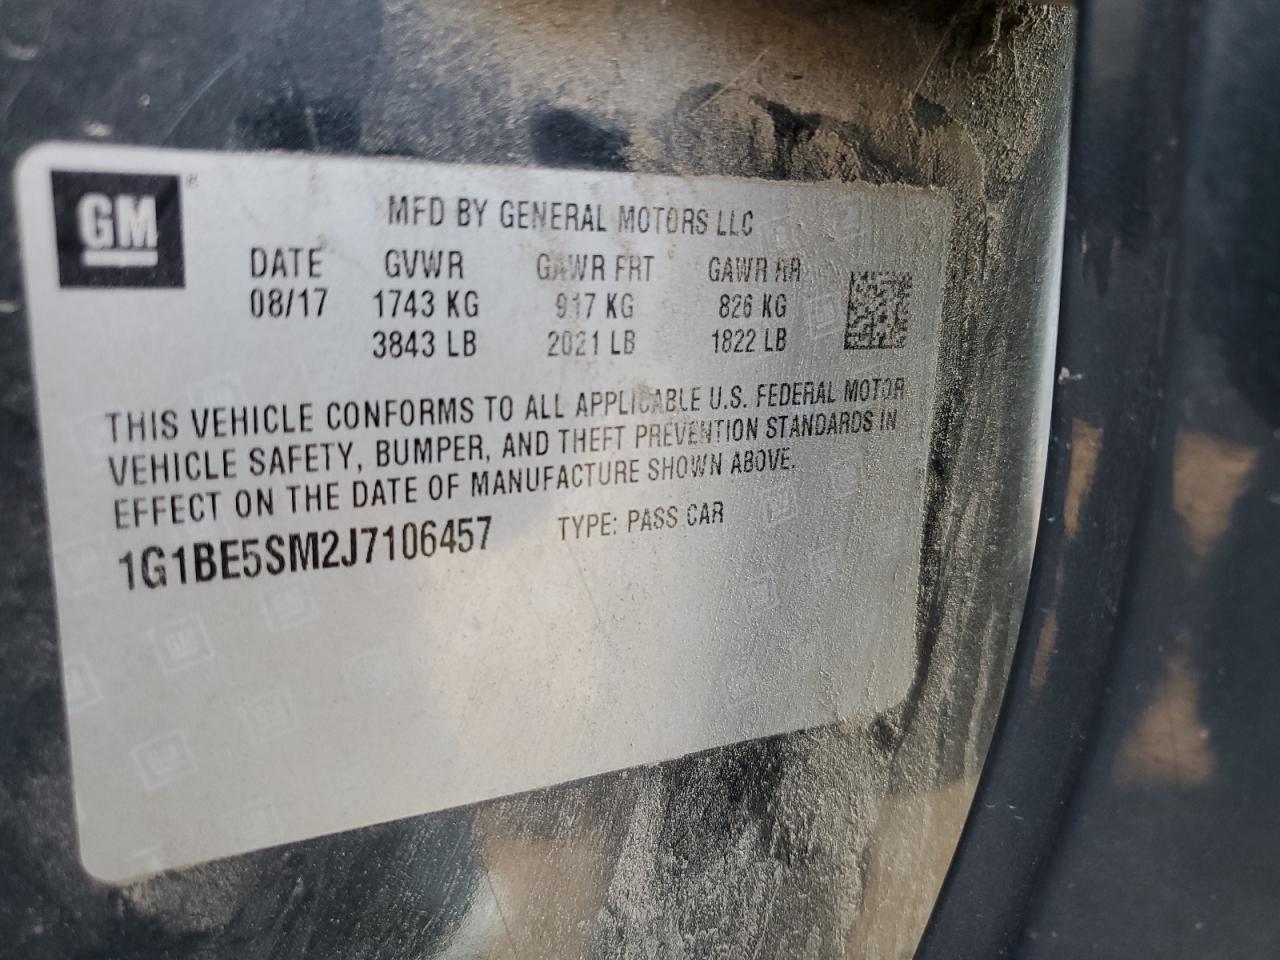 GM
MFD BY GENERAL MOTORS LLC
DATE GVWR GAWR FRT GAWR RR
08/17 1743 KG 917 KG 826 KG
3843 LB 2021 LB 1822 LB
THIS VEHICLE CONFORMS TO ALL APPLICABLE U.S. FEDERAL MOTOR
VEHICLE SAFETY, BUMPER, AND THEFT PREVENTION STANDARDS IN
EFFECT ON THE DATE OF MANUFACTURE SHOWN ABOVE.
1G1BE5SM2J7106457 TYPE: PASS CAR